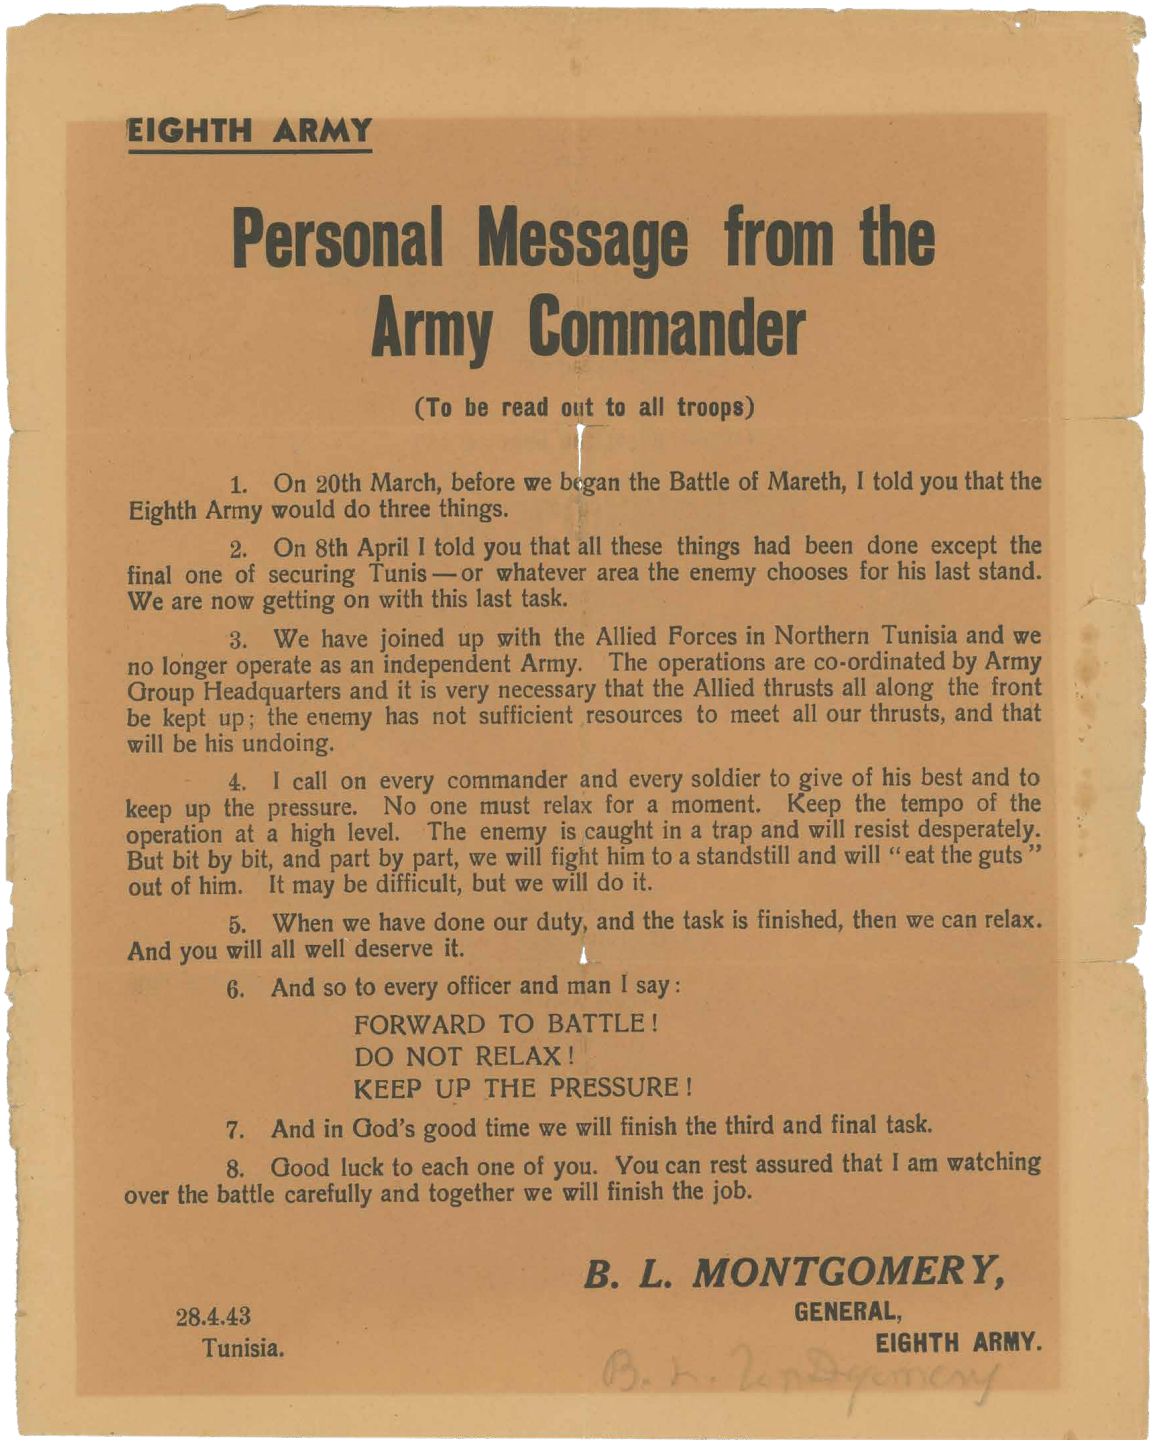 EIGHTH ARMY
Personal Message from the
Army Commander
(To be read out to all troops)
1. On 20th March, before we began the Battle of Mareth, I told you that the
Eighth Army would do three things.
2. On 8th April I told you that all these things had been done except the
final one of securing Tunis — or whatever area the enemy chooses for his last stand.
We are now getting on with this last task.
3. We have joined up with the Allied Forces in Northern Tunisia and we
no longer operate as an independent Army. The operations are co-ordinated by Army
Group Headquarters and it is very necessary that the Allied thrusts all along the front
be kept up; the enemy has not sufficient resources to meet all our thrusts, and that
will be his undoing.
4. I call on every commander and every soldier to give of his best and to
keep up the pressure. No one must relax for a moment. Keep the tempo of the
operation at a high level. The enemy is caught in a trap and will resist desperately.
But bit by bit, and part by part, we will fight him to a standstill and will “eat the guts”
out of him. It may be difficult, but we will do it.
5. When we have done our duty, and the task is finished, then we can relax.
And you will all well deserve it.
6. And so to every officer and man I say:
FORWARD TO BATTLE!
DO NOT RELAX!
KEEP UP THE PRESSURE!
7. And in God's good time we will finish the third and final task.
8. Good luck to each one of you. You can rest assured that I am watching
over the battle carefully and together we will finish the job.
B. L. MONTGOMERY,
GENERAL,
EIGHTH ARMY.
28.4.43
Tunisia.
B. L. Montgomery